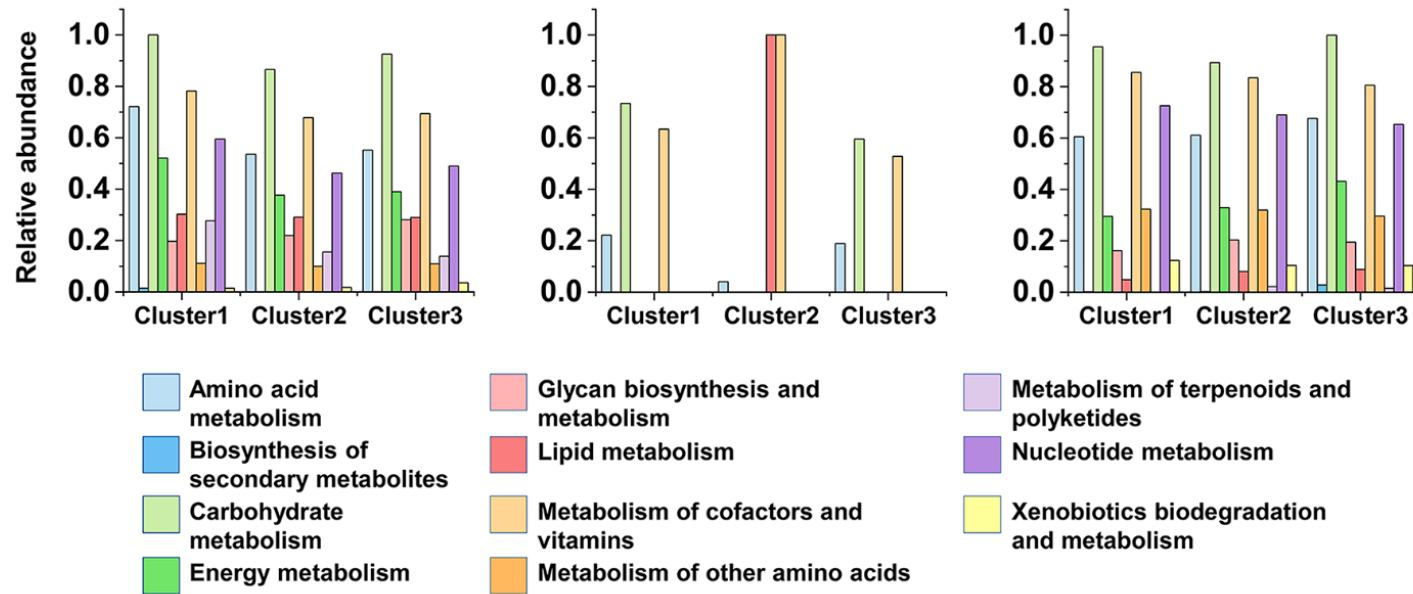 Relative abundance
1.0
0.8
0.6
0.4
0.2
0.0
Cluster1 Cluster2 Cluster3
1.0
0.8
0.6
0.4
0.2
0.0
Cluster1 Cluster2 Cluster3
1.0
0.8
0.6
0.4
0.2
0.0
Cluster1 Cluster2 Cluster3
Amino acid
metabolism
Biosynthesis of
secondary metabolites
Carbohydrate
metabolism
Energy metabolism
Glycan biosynthesis and
metabolism
Lipid metabolism
Metabolism of cofactors and
vitamins
Metabolism of other amino acids
Metabolism of terpenoids and
polyketides
Nucleotide metabolism
Xenobiotics biodegradation
and metabolism